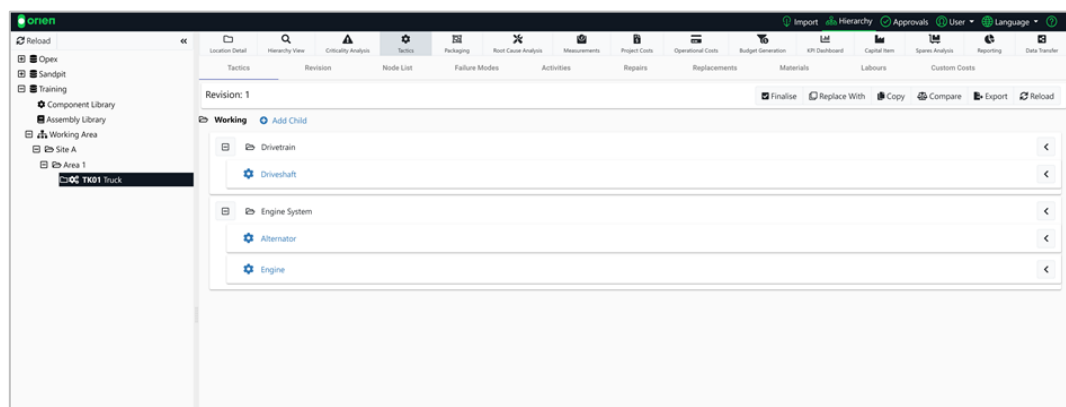 orien
Import Hierarchy Approvals User Language
Reload
Opex
Sandpit
Training
Component Library
Assembly Library
Working Area
Site A
Area 1
TK01 Truck
Location Detail Hierarchy View Criticality Analysis Tactics Packaging Root Cause Analysis Measurements Project Costs Operational Costs Budget Generation KPI Dashboard Capital Item Spares Analysis Reporting Data Transfer
Tactics Revision Node List Failure Modes Activities Repairs Replacements Materials Labours Custom Costs
Revision: 1
Finalise Replace With Copy Compare Export Reload
Working Add Child
Drivetrain
Driveshaft
Engine System
Alternator
Engine